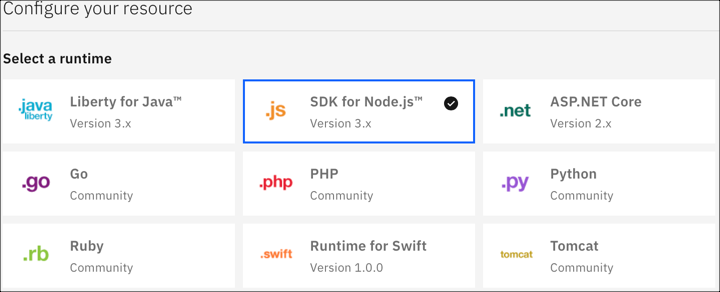 Configure your resource
Select a runtime
.java liberty
Liberty for Java™
Version 3.x
.js
SDK for Node.js™
Version 3.x
.net
ASP.NET Core
Version 2.x
.go
Go
Community
.php
PHP
Community
.py
Python
Community
.rb
Ruby
Community
.swift
Runtime for Swift
Version 1.0.0
tomcat
Tomcat
Community